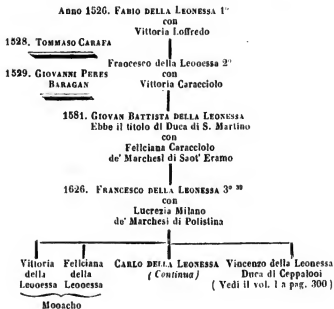 Anno 1526. Fabio della Leonessa 1°
con
Vittoria Loffredo
1528. Tommaso Carafa
Francesco della Leonessa 2°
1529. Giovanni Peres
Baragan
con
Vittoria Caracciolo
1581. Giovan Battista della Leonessa
Ebbe il titolo di Duca di S. Martino
con
Feliciana Caracciolo
de' Marchesi di Saot' Eramo
1626. Francesco della Leonessa 3° 39
con
Lucrezia Milano
de' Marchesi di Polistina
Vittoria
della
Leonessa
Feliciana
della
Leonessa
Monache
Carlo della Leonessa
(Continua)
Vincenzo della Leonessa
Duca di Ceppalooi
(Vedi il vol. 1 a pag. 300)